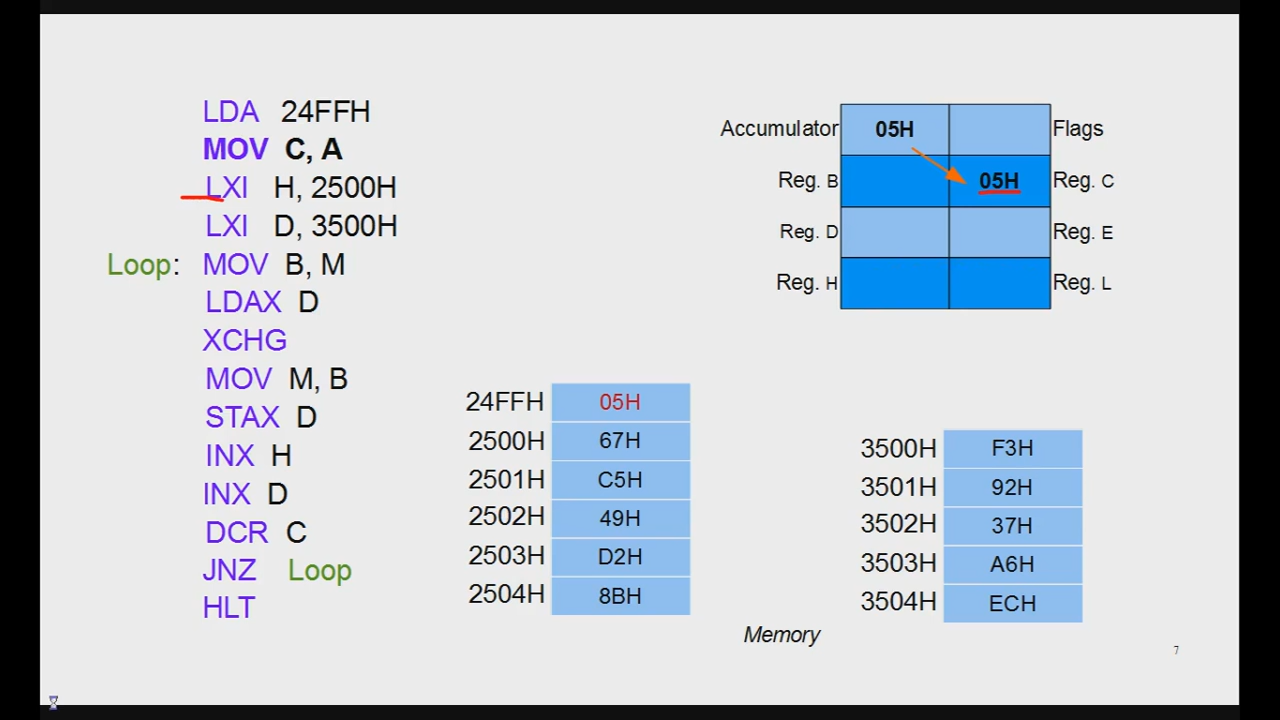 LDA 24FFH
MOV C, A
LXI H, 2500H
LXI D, 3500H
Loop: MOV B, M
LDAX D
XCHG
MOV M, B
STAX D
INX H
INX D
DCR C
JNZ Loop
HLT
Accumulator 05H Flags
Reg. B 05H Reg. C
Reg. D Reg. E
Reg. H Reg. L
24FFH 05H
2500H 67H
2501H C5H
2502H 49H
2503H D2H
2504H 8BH
3500H F3H
3501H 92H
3502H 37H
3503H A6H
3504H ECH
Memory
7